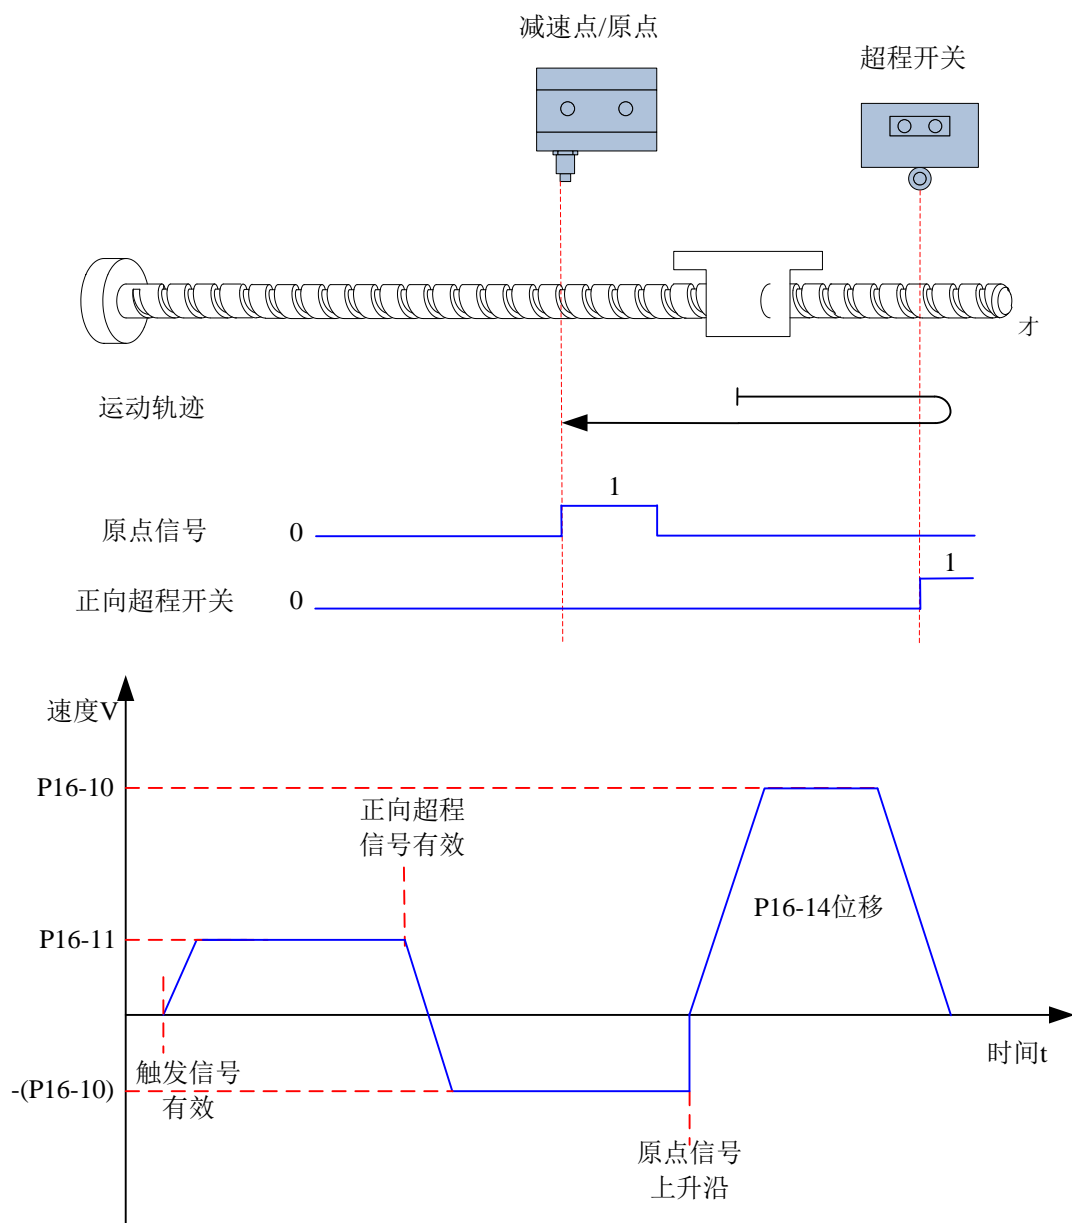 减速点/原点
超程开关
才
运动轨迹
1
原点信号
0
1
正向超程开关
0
速度V
P16-10
正向超程
信号有效
P16-14位移
P16-11
时间t
触发信号
有效
-(P16-10)
原点信号
上升沿